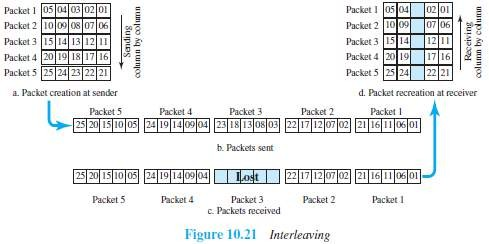 Packet 1 05 04 03 02 01
Packet 2 10 09 08 07 06
Packet 3 15 14 13 12 11
Packet 4 20 19 18 17 16
Packet 5 25 24 23 22 21
Sending
column by column
a. Packet creation at sender
Packet 1 05 04 02 01
Packet 2 10 09 07 06
Packet 3 15 14 12 11
Packet 4 20 19 17 16
Packet 5 25 24 22 21
Receiving
column by column
d. Packet recreation at receiver
Packet 5 Packet 4 Packet 3 Packet 2 Packet 1
25 20 15 10 05 24 19 14 09 04 23 18 13 08 03 22 17 12 07 02 21 16 11 06 01
b. Packets sent
25 20 15 10 05 24 19 14 09 04 Lost 22 17 12 07 02 21 16 11 06 01
Packet 5 Packet 4 Packet 3 Packet 2 Packet 1
c. Packets received
Figure 10.21 Interleaving